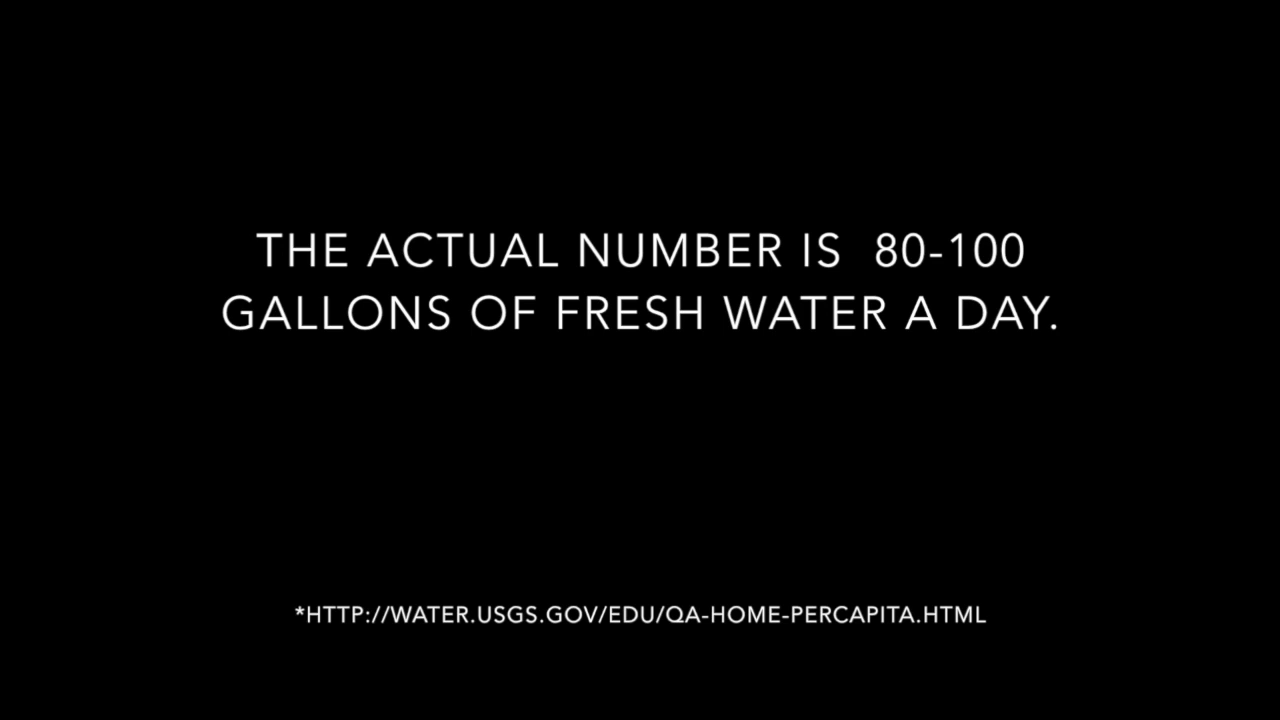 THE ACTUAL NUMBER IS  80-100
GALLONS OF FRESH WATER A DAY.
*HTTP://WATER.USGS.GOV/EDU/QA-HOME-PERCAPITA.HTML